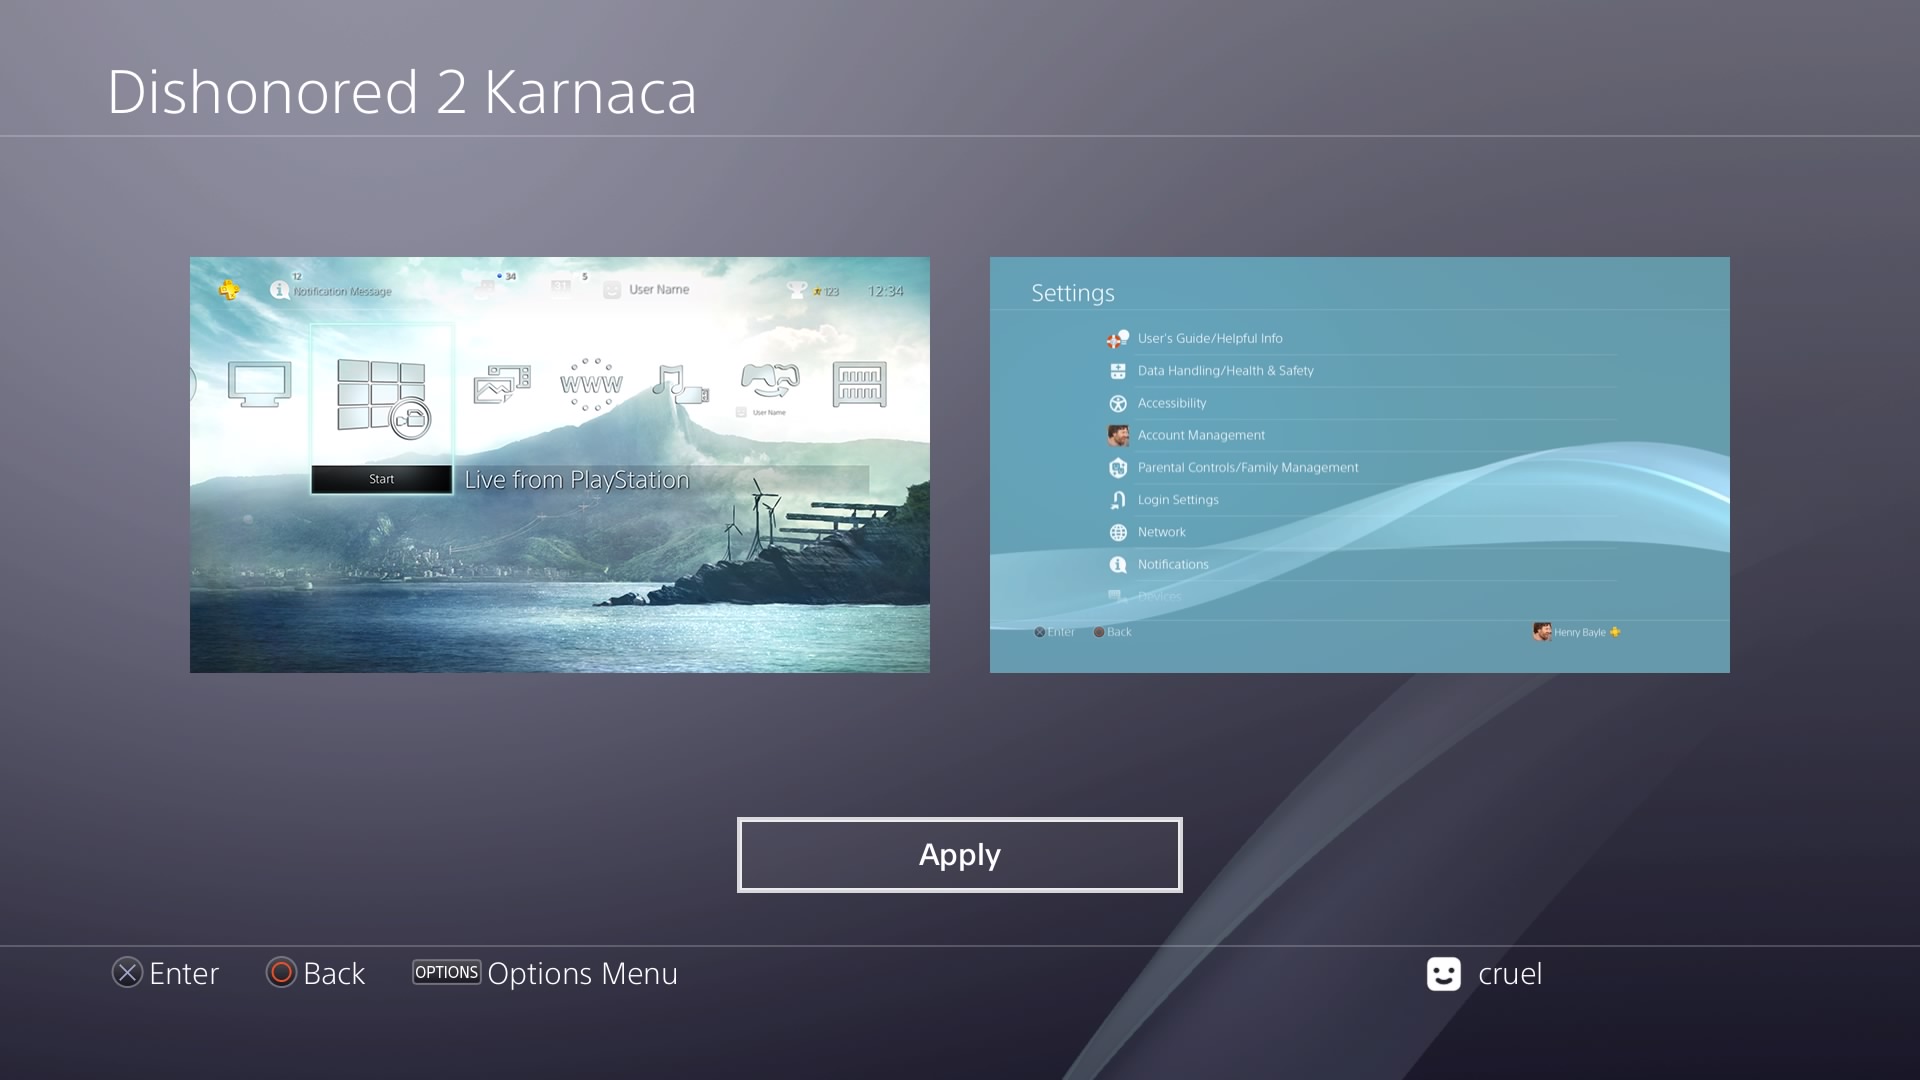 Dishonored 2 Karnaca
12
Notification Message
34
31
5
User Name
123
12:34
WWW
User Name
Start
Live from PlayStation
Settings
User's Guide/Helpful Info
Data Handling/Health & Safety
Accessibility
Account Management
Parental Controls/Family Management
Login Settings
Network
Notifications
Devices
Enter
Back
Henry Bayle
Apply
Enter
Back
OPTIONS
Options Menu
cruel